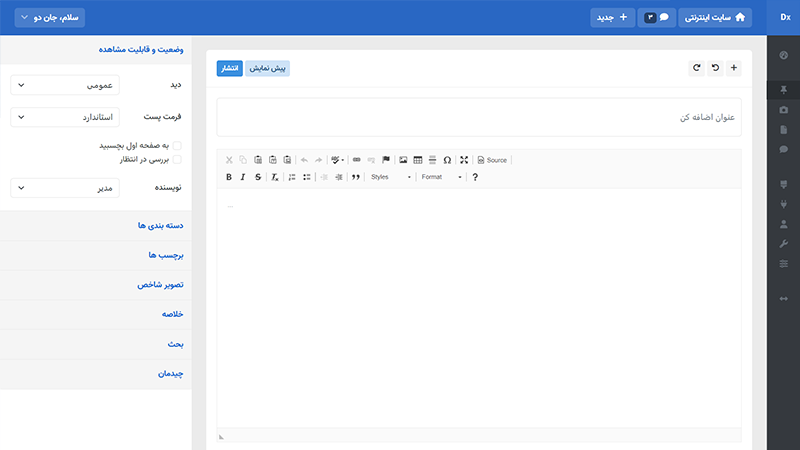 Dx
سایت اینترنتی
۳
جدید
سلام، جان دو
پیش نمایش
انتشار
عنوان اضافه کن
Source
B I S Ix
Styles
Format
?
...
وضعیت و قابلیت مشاهده
دید
عمومی
فرمت پست
استاندارد
به صفحه اول بچسبید
بررسی در انتظار
نویسنده
مدیر
دسته بندی ها
برچسب ها
تصویر شاخص
خلاصه
بحث
چیدمان